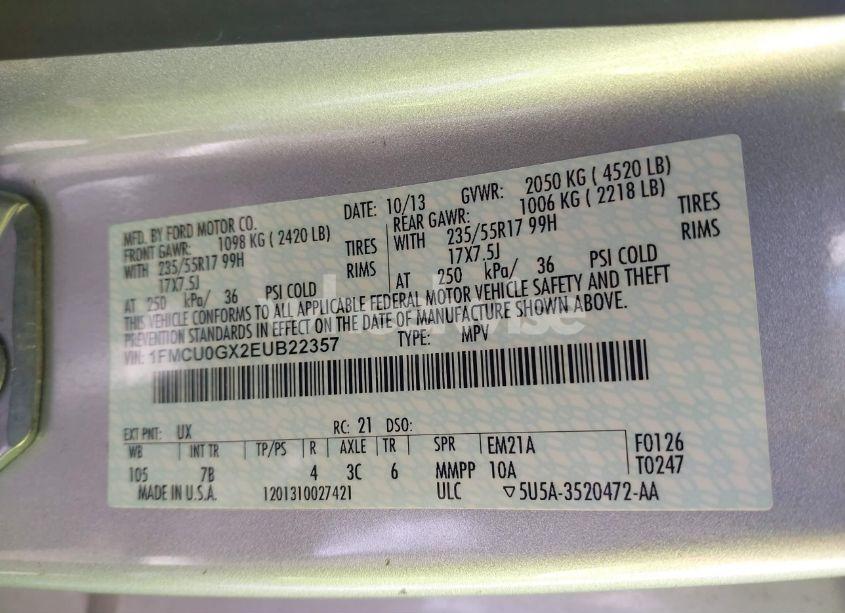 MFD. BY FORD MOTOR CO.
DATE: 10/13
GVWR: 2050 KG ( 4520 LB)
FRONT GAWR: 1098 KG ( 2420 LB)
REAR GAWR: 1006 KG ( 2218 LB)
WITH 235/55R17 99H TIRES
WITH 235/55R17 99H TIRES
17X7.5J RIMS
17X7.5J RIMS
AT 250 kPa/ 36 PSI COLD
AT 250 kPa/ 36 PSI COLD
THIS VEHICLE CONFORMS TO ALL APPLICABLE FEDERAL MOTOR VEHICLE SAFETY AND THEFT
PREVENTION STANDARDS IN EFFECT ON THE DATE OF MANUFACTURE SHOWN ABOVE.
VIN: 1FMCU0GX2EUB22357 TYPE: MPV
EXT PNT: UX RC: 21 DSO:
WB INT TR TP/PS R AXLE TR SPR EM21A F0126
105 7B 4 3C 6 MMPP 10A T0247
MADE IN U.S.A. 1201310027421 ULC ▽5U5A-3520472-AA